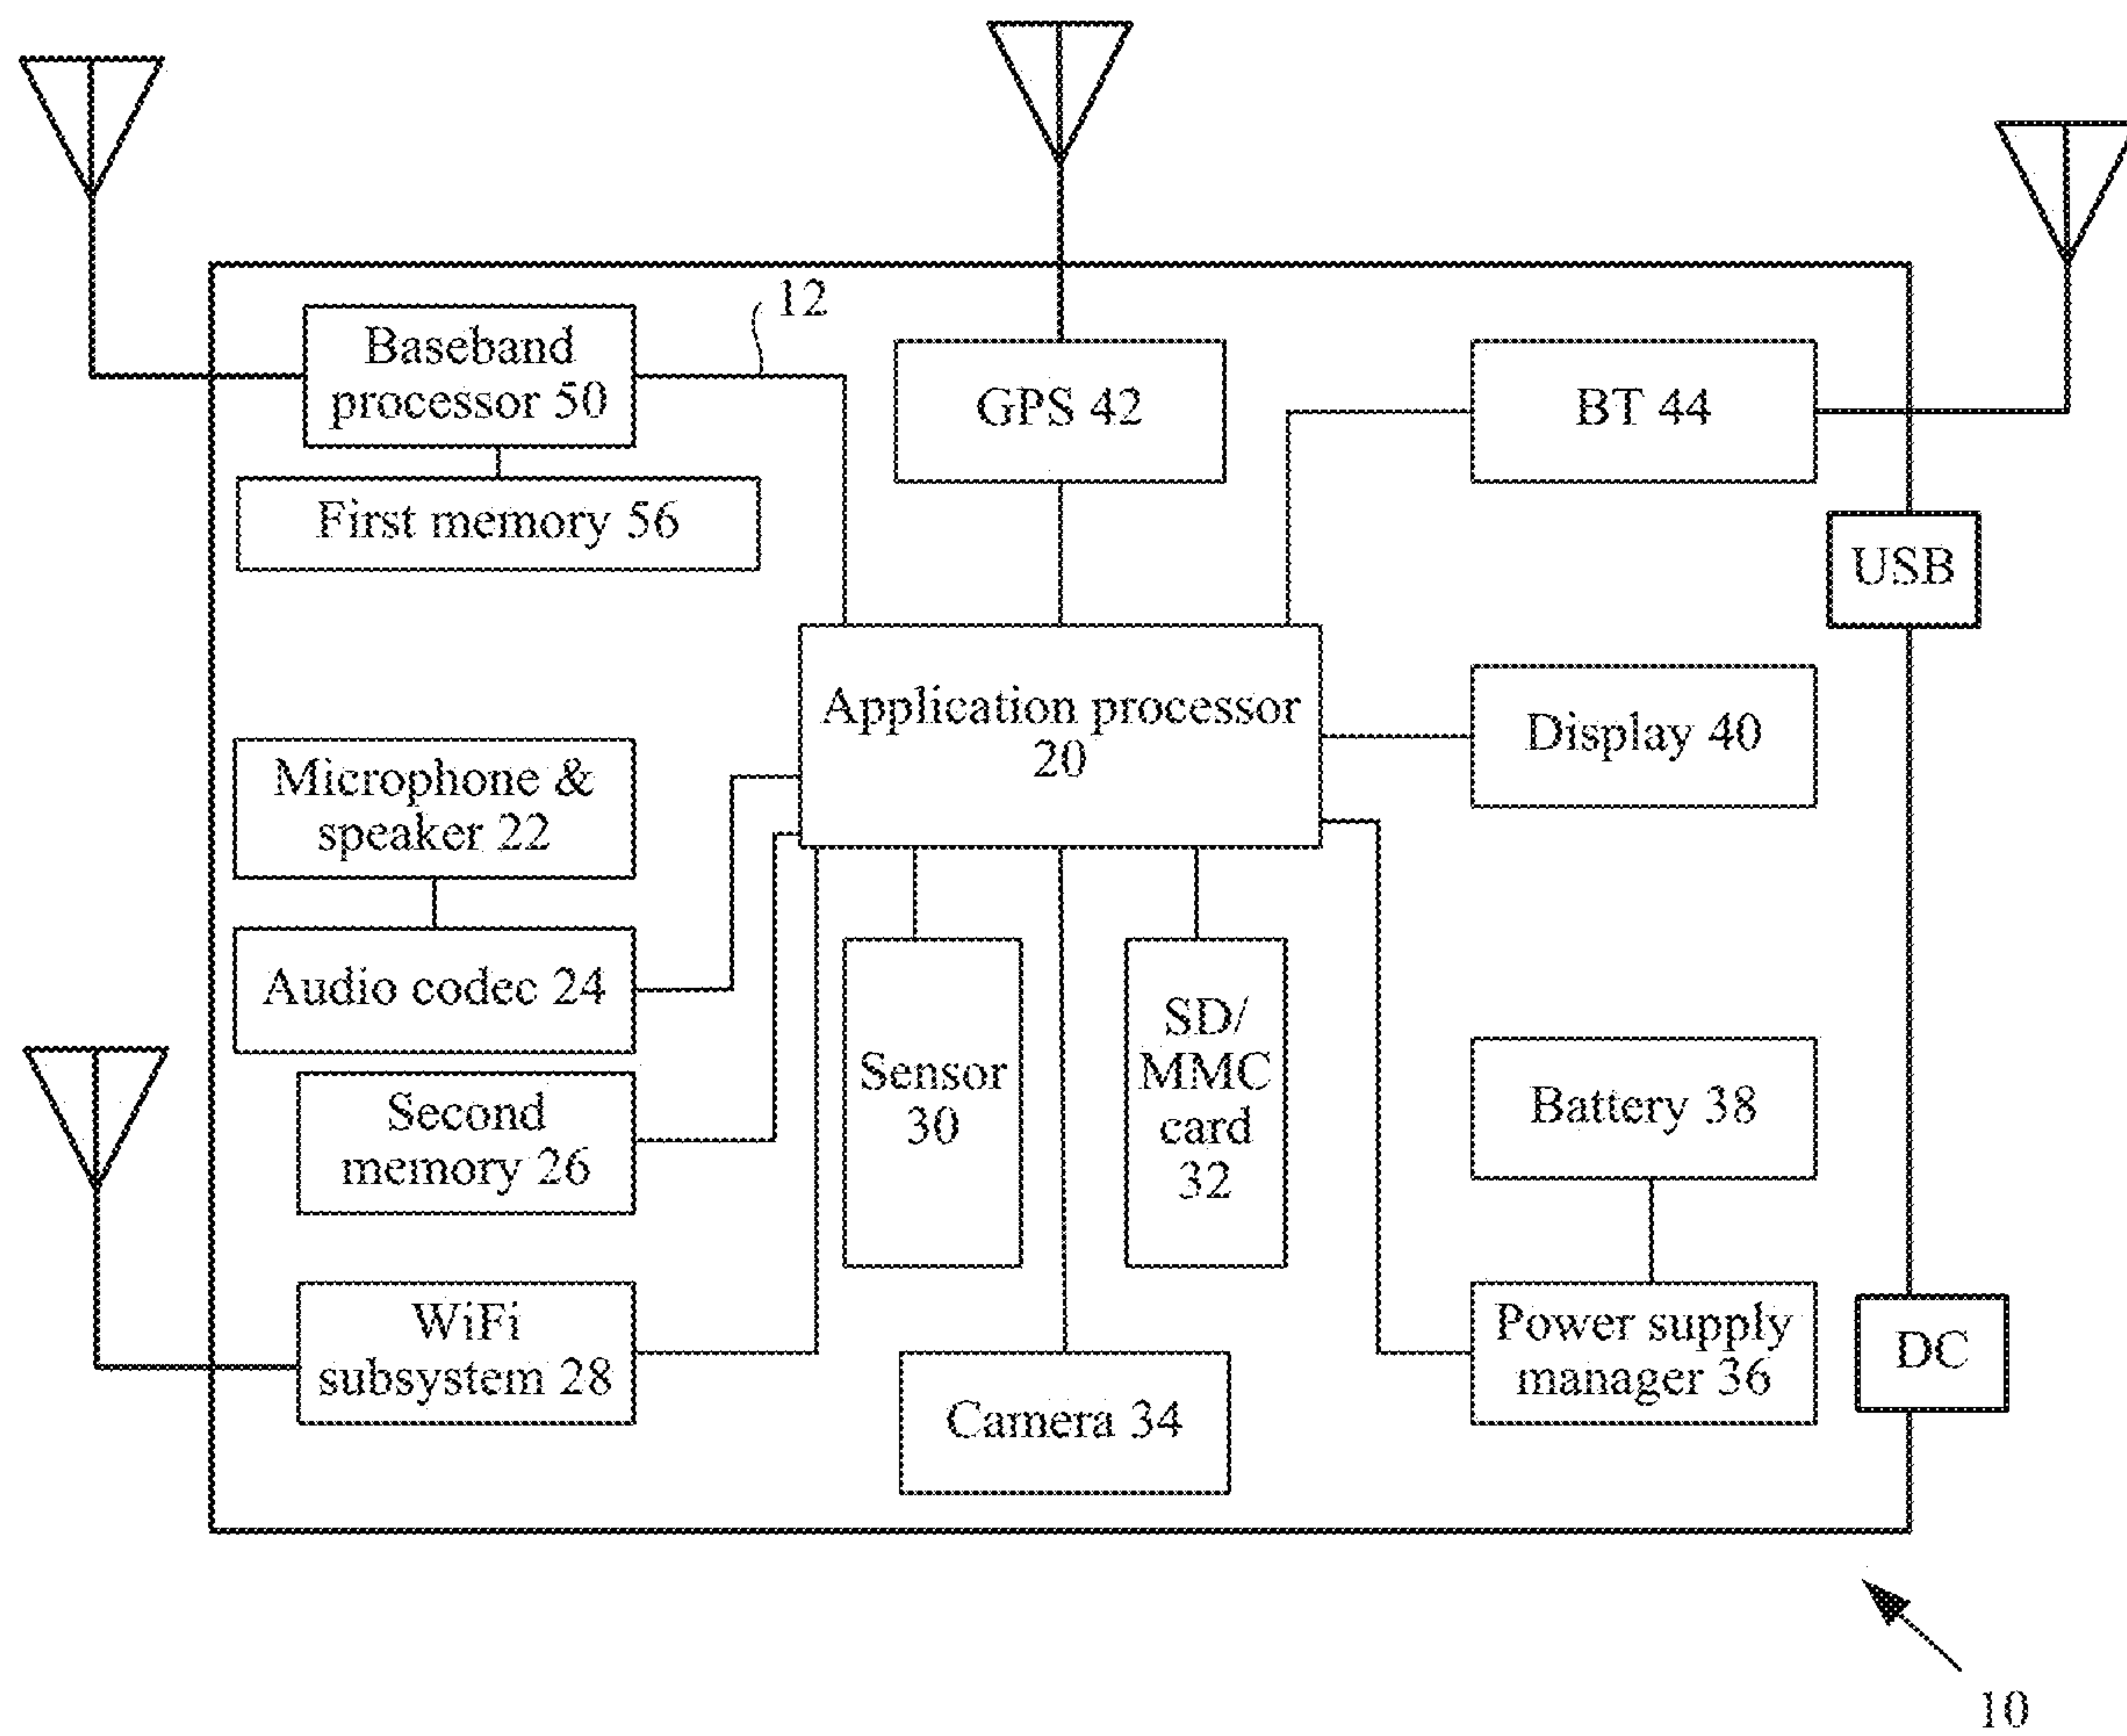 12
Baseband
processor 50
GPS 42
BT 44
First memory 56
USB
Application processor
20
Display 40
Microphone &
speaker 22
Audio codec 24
Second
memory 26
Sensor
30
SD/
MMC
card
32
Battery 38
WiFi
subsystem 28
Camera 34
Power supply
manager 36
DC
10